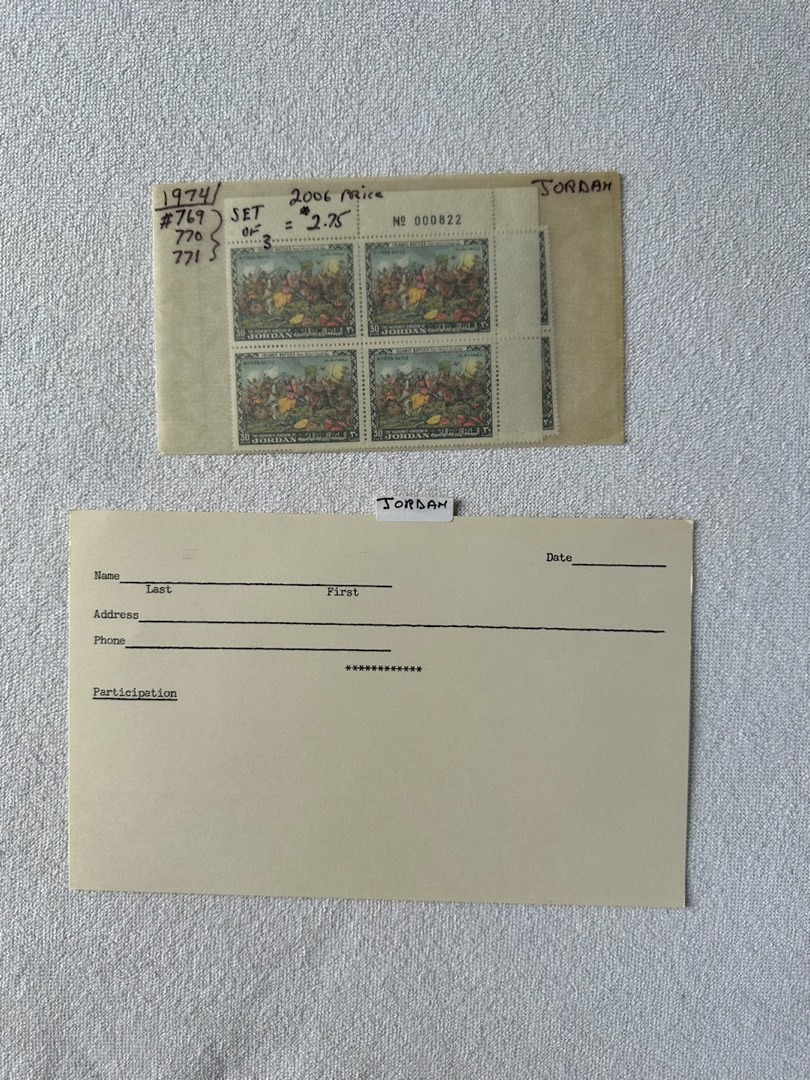 1974
#769
770
771
SET
OF
3
=
2006 PRICE
$2.75
JORDAN
№ 000822
30
JORDAN
30
JORDAN
30
JORDAN
30
JORDAN
JORDAN
Date
Name
Last First
Address
Phone
************
Participation